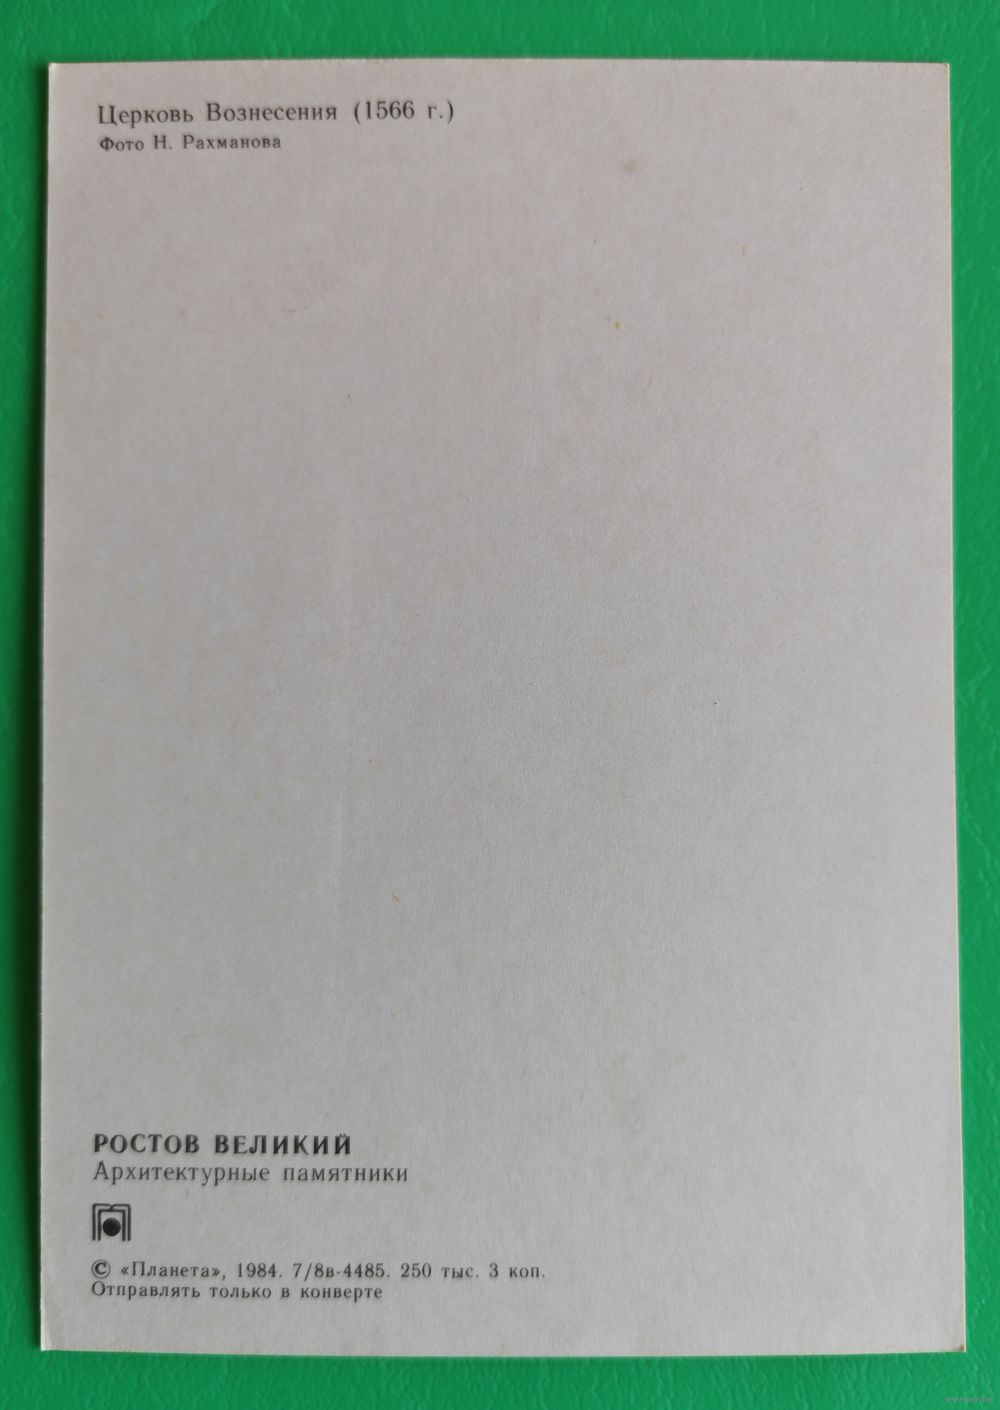 Церковь Вознесения (1566 г.)
Фото Н. Рахманова
РОСТОВ ВЕЛИКИЙ
Архитектурные памятники
© «Планета», 1984. 7/8в-4485. 250 тыс. 3 коп.
Отправлять только в конверте